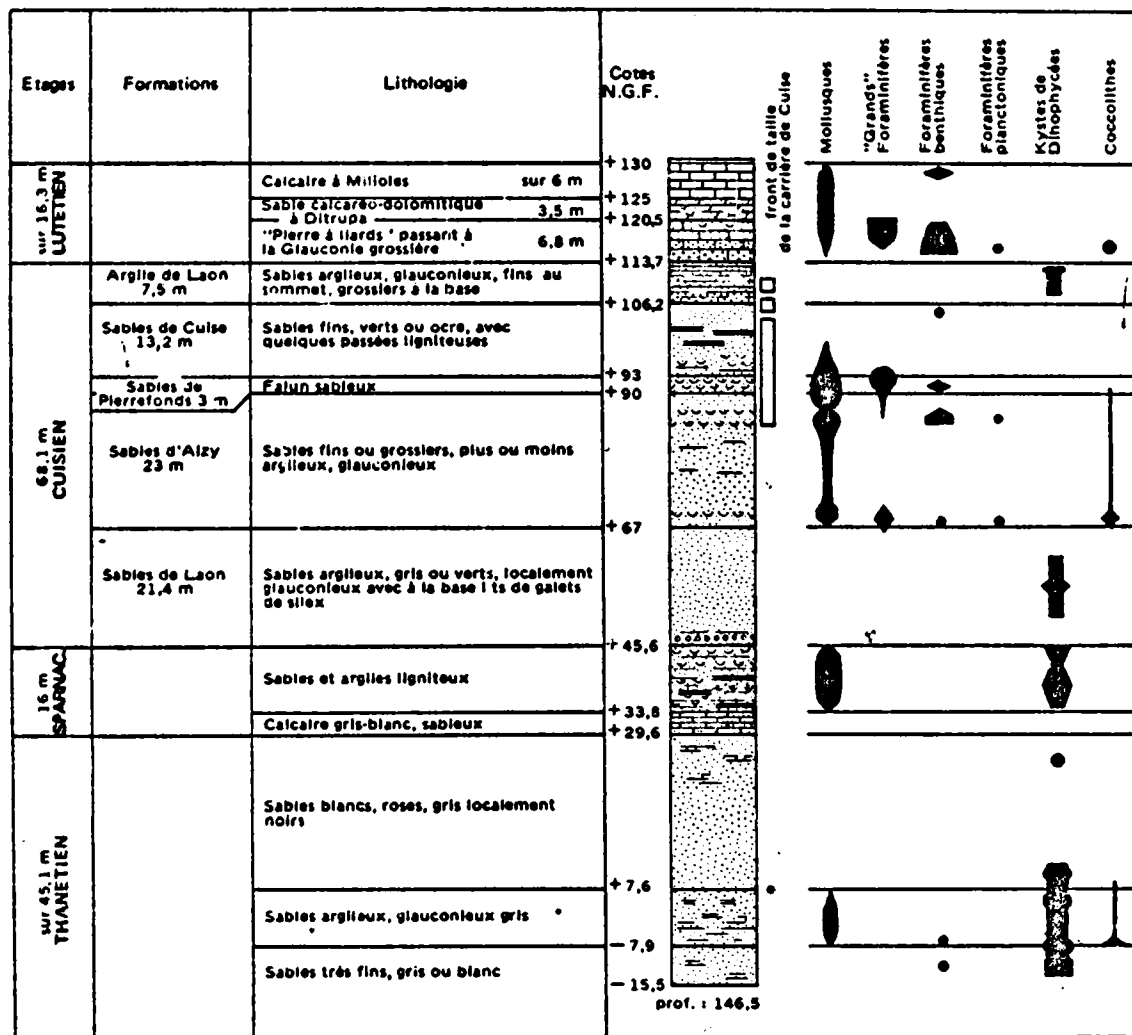 Etages
Formations
Lithologie
Cotes
N.G.F.
front de taille
de la carrière de Cuise
Mollusques
"Grands"
Foraminifères
Foraminifères
benthiques
Foraminifères
planctoniques
Kystes de
Dinophycées
Coccolithes
sur 16,3 m
LUTETIEN
Calcaire à Milioles sur 6 m
Sable calcaréo-dolomitique
à Ditrupa 3,5 m
"Pierre à liards" passant à
la Glauconie grossière 6,8 m
+ 130
+ 125
+ 120,5
+ 113,7
68,1 m
CUISIEN
Argile de Laon
7,5 m
Sables argileux, glauconieux, fins au
sommet, grossiers à la base
+ 106,2
Sables de Cuise
13,2 m
Sables fins, verts ou ocre, avec
quelques passées ligniteuses
+ 93
Sables de
Pierrefonds 3 m
Falun sableux
+ 90
Sables d'Aizy
23 m
Sables fins ou grossiers, plus ou moins
argileux, glauconieux
+ 67
Sables de Laon
21,4 m
Sables argileux, gris ou verts, localement
glauconieux avec à la base lits de galets
de silex
+ 45,6
16 m
SPARNAC.
Sables et argiles ligniteux
+ 33,8
Calcaire gris-blanc, sableux
+ 29,6
sur 45,1 m
THANETIEN
Sables blancs, roses, gris localement
noirs
+ 7,6
Sables argileux, glauconieux gris
− 7,9
Sables très fins, gris ou blanc
− 15,5
prof. : 146,5